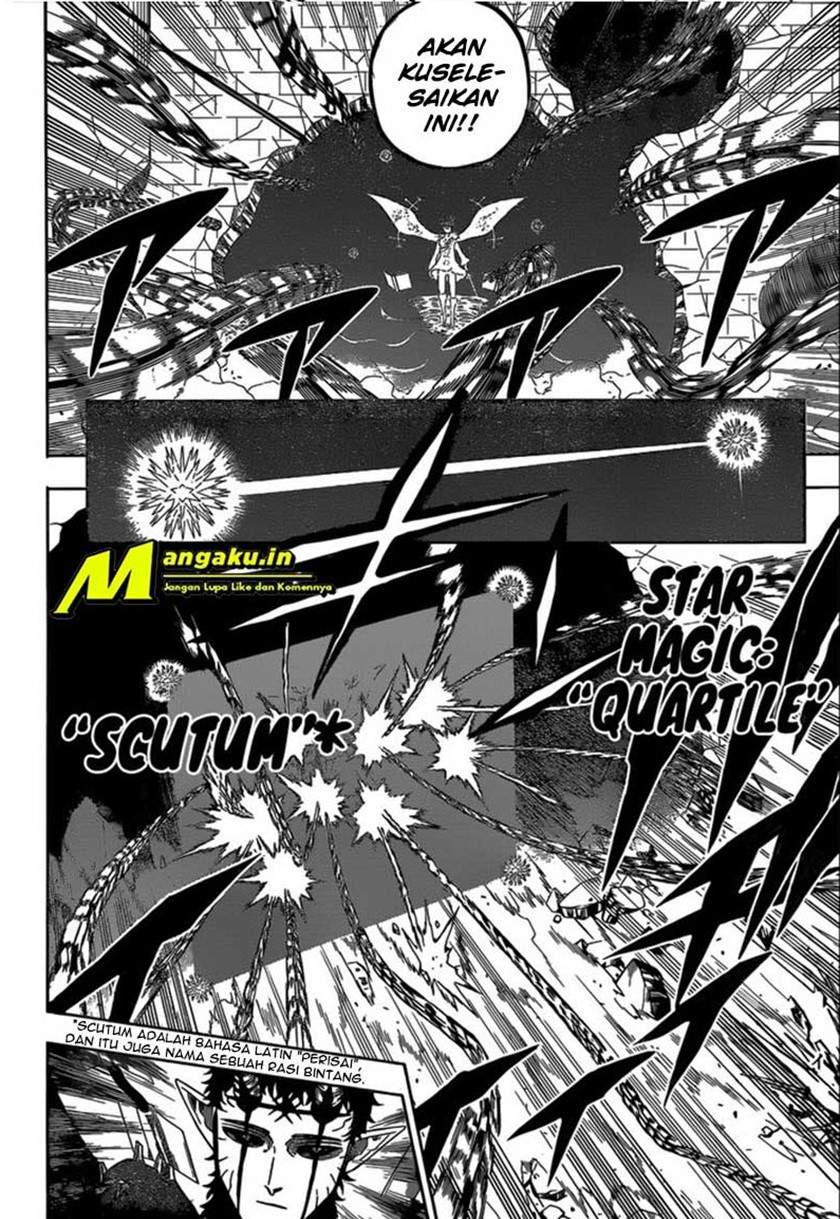 AKAN
KUSELE-
SAIKAN
INI!!
Mangaku.in
Jangan Lupa Like dan Komennya
STAR
MAGIC:
"QUARTILE"
"SCUTUM"*
"SCUTUM ADALAH BAHASA LATIN "PERISAI",
DAN ITU JUGA NAMA SEBUAH RASI BINTANG.